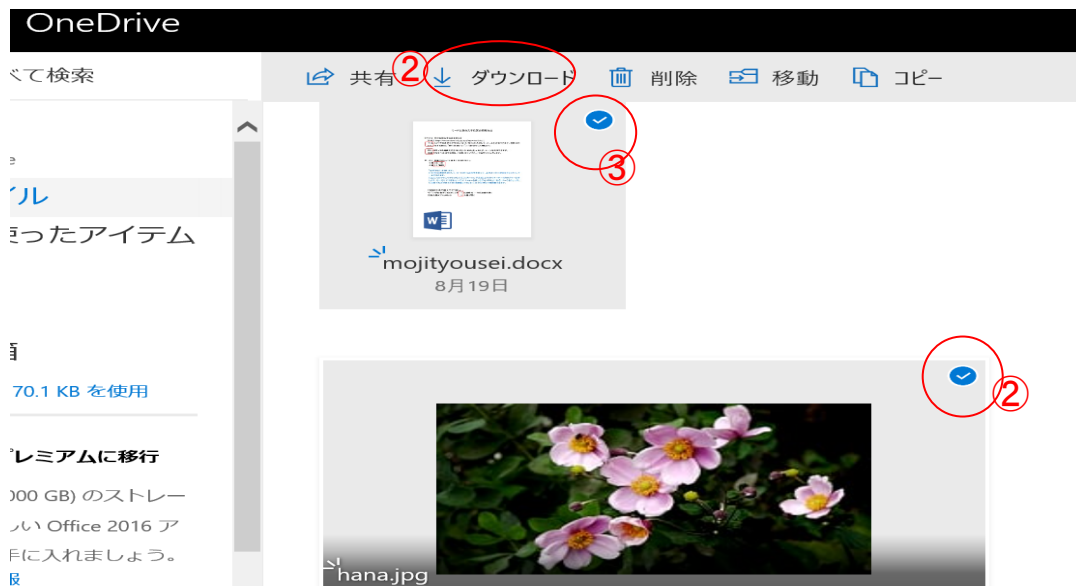 OneDrive
べて検索
共有 ② ダウンロード 削除 移動 コピー
③
イル
使ったアイテム
mojityousei.docx
8月19日
70.1 KB を使用
②
プレミアムに移行
000 GB) のストレー
しい Office 2016 ア
手に入れましょう。
hana.jpg
報